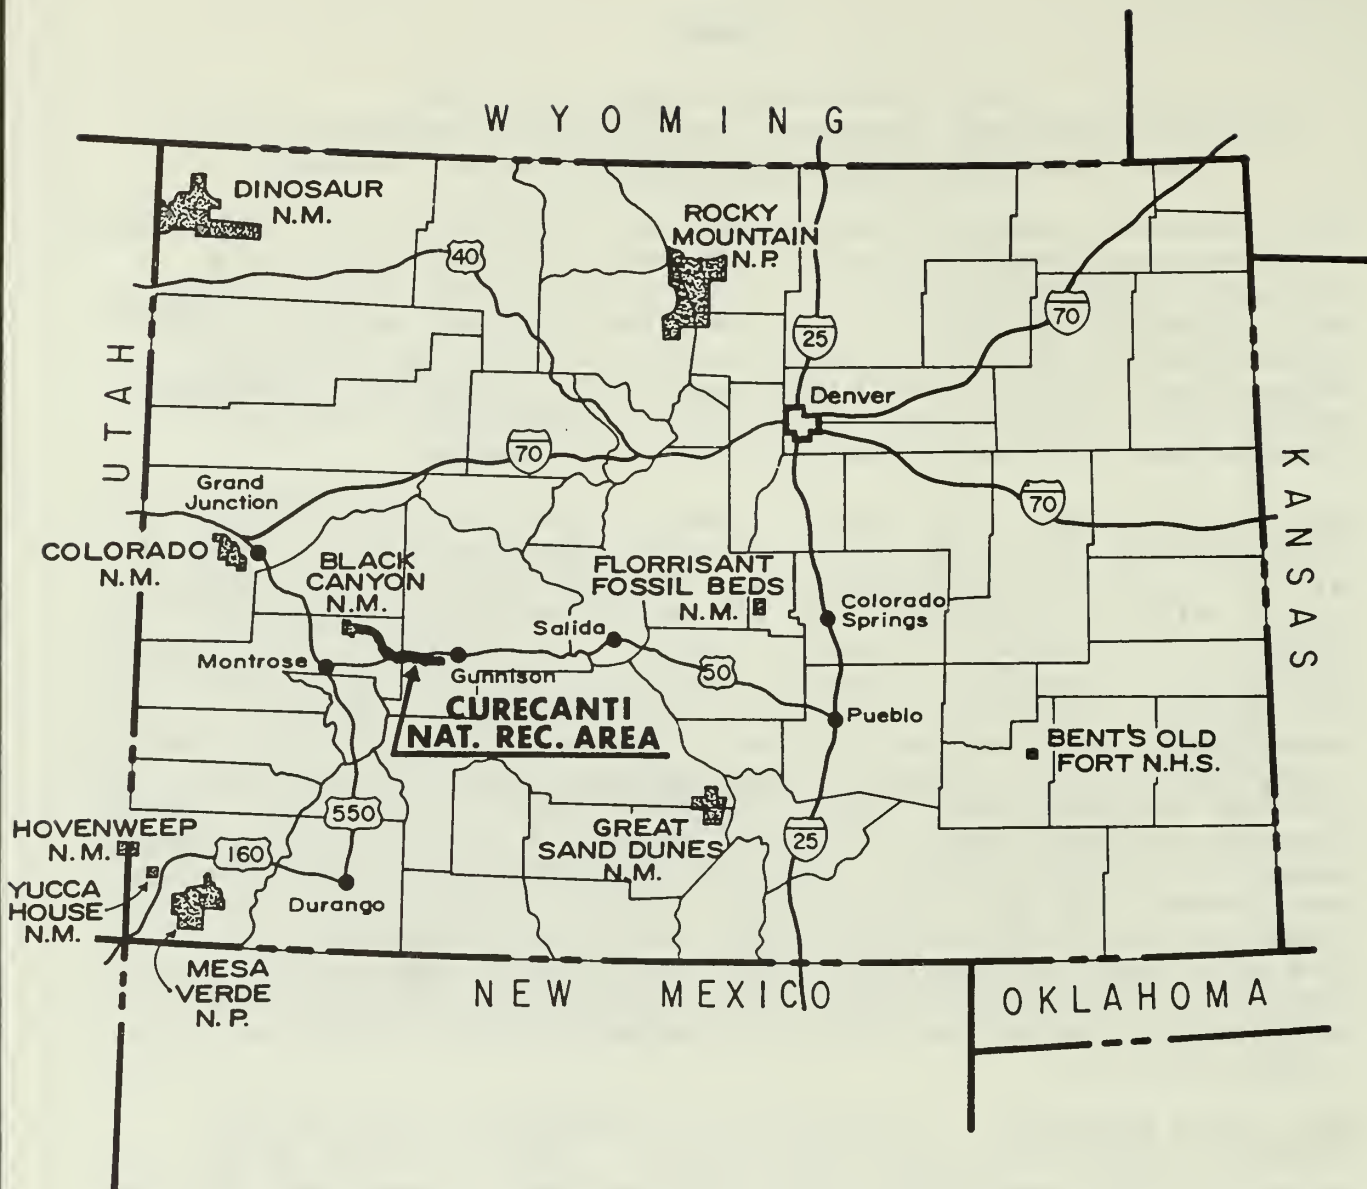 WYOMING
DINOSAUR
N.M.
ROCKY
MOUNTAIN
N.P.
40
25
70
UTAH
Denver
70
KANSAS
Grand
Junction
70
COLORADO
N.M.
BLACK
CANYON
N.M.
FLORRISANT
FOSSIL BEDS
N.M.
Colorado
Springs
Salida
Montrose
Gunnison
50
CURECANTI
NAT. REC. AREA
Pueblo
BENT'S OLD
FORT N.H.S.
550
GREAT
SAND DUNES
N.M.
25
HOVENWEEP
N.M.
160
YUCCA
HOUSE
N.M.
Durango
MESA
VERDE
N.P.
NEW MEXICO
OKLAHOMA